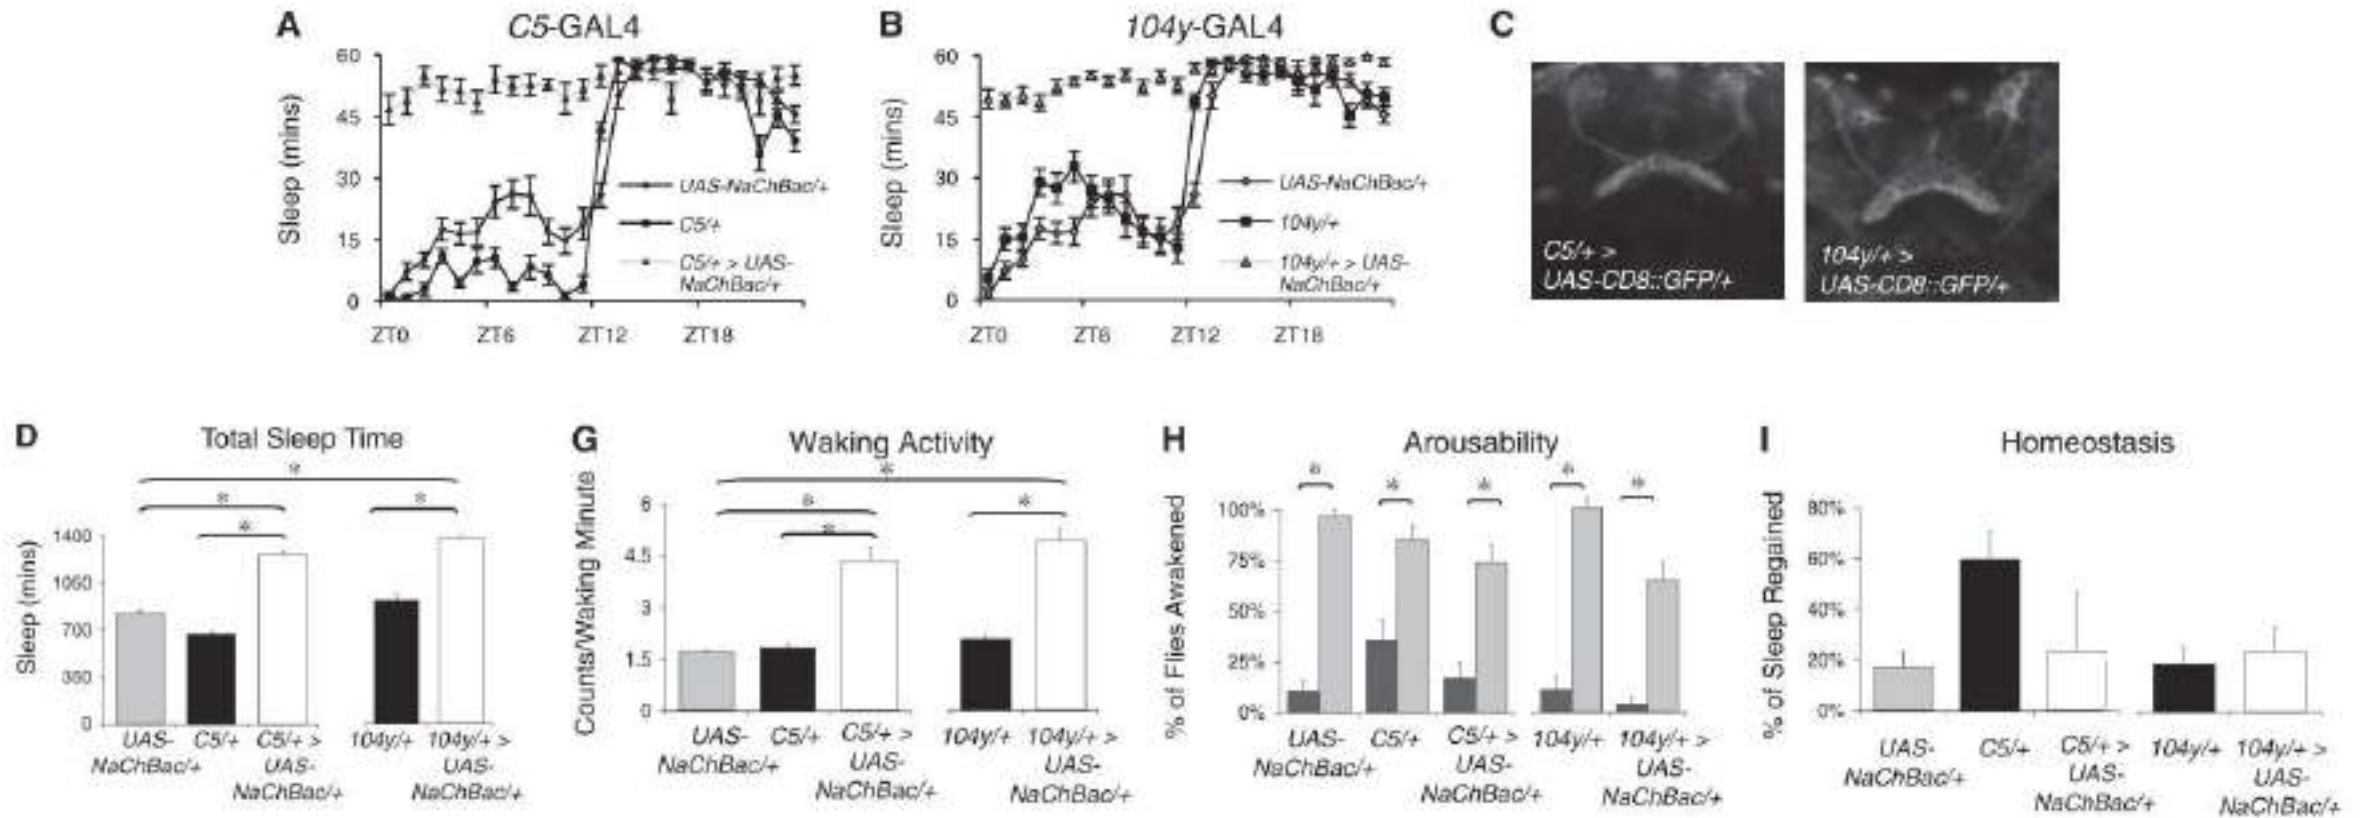 A
C5-GAL4
60
45
30
15
0
Sleep (mins)
UAS-NaChBac/+
C5/+
C5/+ > UAS-
NaChBac/+
ZT0
ZT6
ZT12
ZT18
B
104y-GAL4
60
45
30
15
0
Sleep (mins)
UAS-NaChBac/+
104y/+
104y/+ > UAS-
NaChBac/+
ZT0
ZT6
ZT12
ZT18
C
C5/+ >
UAS-CD8::GFP/+
104y/+ >
UAS-CD8::GFP/+
D
Total Sleep Time
*
*
*
*
Sleep (mins)
1400
1050
700
350
0
UAS-
NaChBac/+
C5/+
C5/+ >
UAS-
NaChBac/+
104y/+
104y/+ >
UAS-
NaChBac/+
G
Waking Activity
*
*
*
*
Counts/Waking Minute
6
4.5
3
1.5
0
UAS-
NaChBac/+
C5/+
C5/+ >
UAS-
NaChBac/+
104y/+
104y/+ >
UAS-
NaChBac/+
H
Arousability
*
*
*
*
*
% of Flies Awakened
100%
75%
50%
25%
0%
UAS-
NaChBac/+
C5/+
C5/+ >
UAS-
NaChBac/+
104y/+
104y/+ >
UAS-
NaChBac/+
I
Homeostasis
% of Sleep Regained
80%
60%
40%
20%
0%
UAS-
NaChBac/+
C5/+
C5/+ >
UAS-
NaChBac/+
104y/+
104y/+ >
UAS-
NaChBac/+